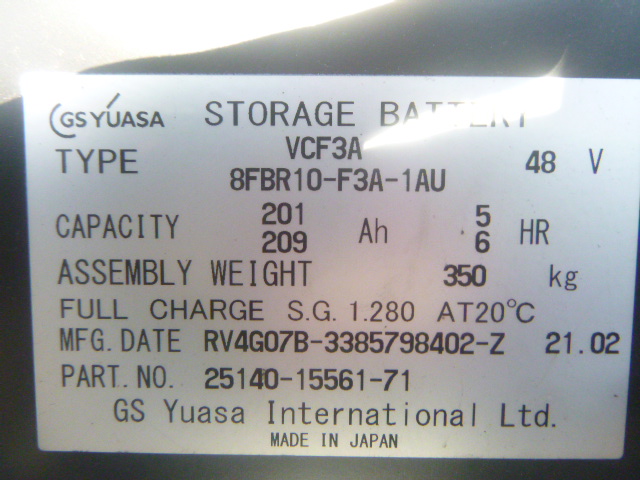 GS YUASA STORAGE BATTERY
TYPE VCF3A 48 V
8FBR10-F3A-1AU
CAPACITY 201 Ah 5 HR
209 6
ASSEMBLY WEIGHT 350 kg
FULL CHARGE S.G. 1.280 AT20°C
MFG. DATE RV4G07B-3385798402-Z 21.02
PART. NO. 25140-15561-71
GS Yuasa International Ltd.
MADE IN JAPAN